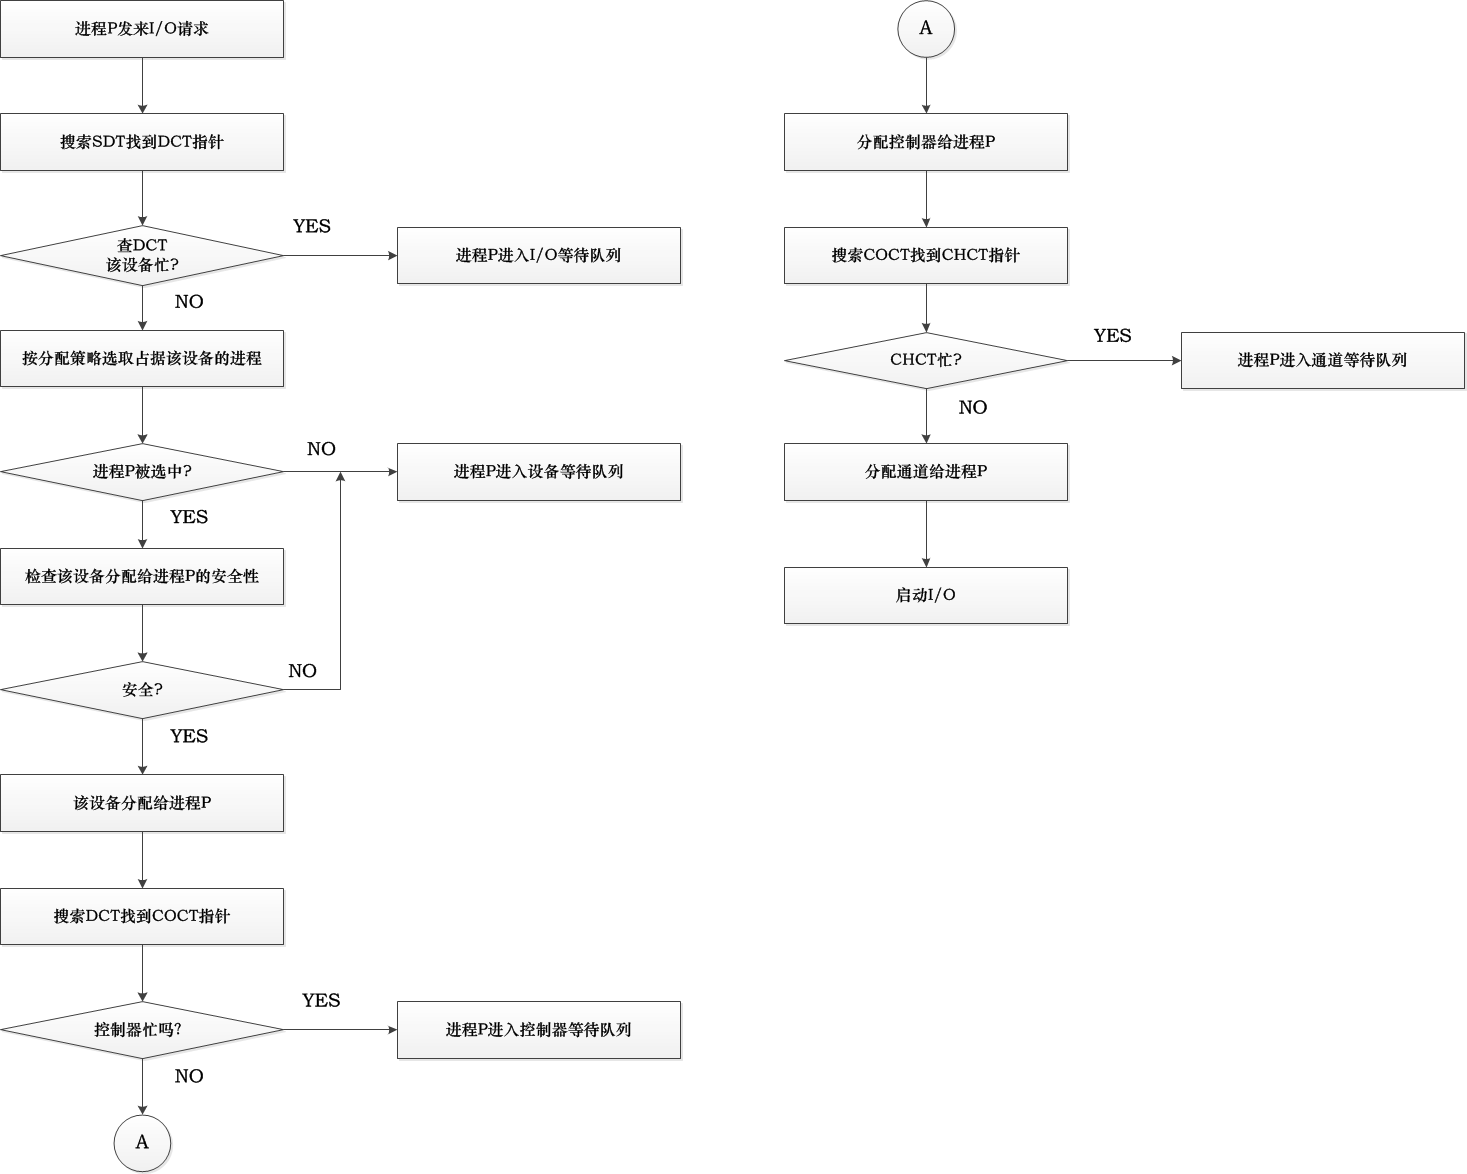 进程P发来I/O请求
搜索SDT找到DCT指针
查DCT
该设备忙?
YES
进程P进入I/O等待队列
NO
按分配策略选取占据该设备的进程
进程P被选中?
NO
进程P进入设备等待队列
YES
检查该设备分配给进程P的安全性
安全?
NO
YES
该设备分配给进程P
搜索DCT找到COCT指针
控制器忙吗?
YES
进程P进入控制器等待队列
NO
A
A
分配控制器给进程P
搜索COCT找到CHCT指针
CHCT忙?
YES
进程P进入通道等待队列
NO
分配通道给进程P
启动I/O